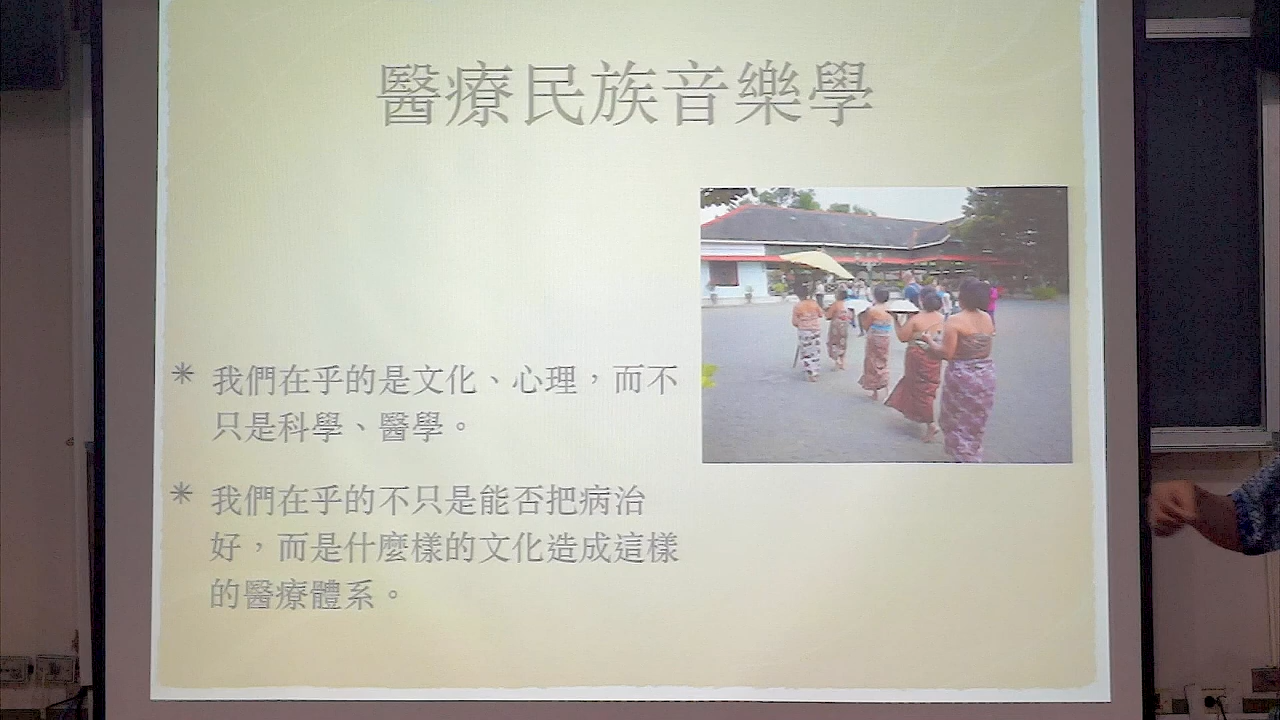 醫療民族音樂學
我們在乎的是文化、心理，而不
只是科學、醫學。
我們在乎的不只是能否把病治
好，而是什麼樣的文化造成這樣
的醫療體系。